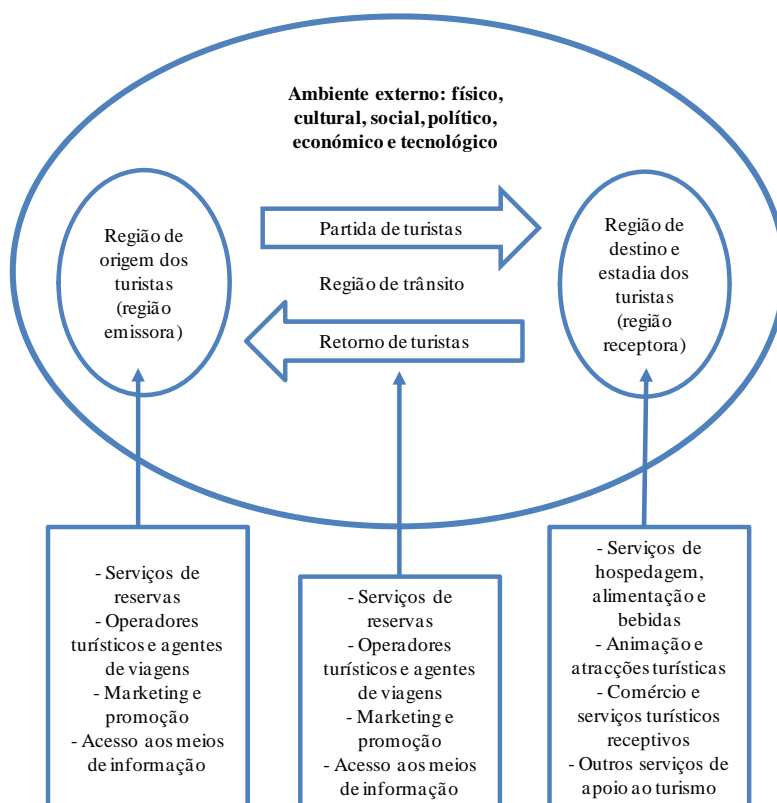 Ambiente externo: físico,
cultural, social, político,
económico e tecnológico
Região de
origem dos
turistas
(região
emissora)
Partida de turistas
Região de trânsito
Retorno de turistas
Região de
destino e
estadia dos
turistas
(região
receptora)
- Serviços de
reservas
- Operadores
turísticos e agentes
de viagens
- Marketing e
promoção
- Acesso aos meios
de informação
- Serviços de
reservas
- Operadores
turísticos e agentes
de viagens
- Marketing e
promoção
- Acesso aos meios
de informação
- Serviços de
hospedagem,
alimentação e
bebidas
- Animação e
atracções turísticas
- Comércio e
serviços turísticos
receptivos
- Outros serviços de
apoio ao turismo